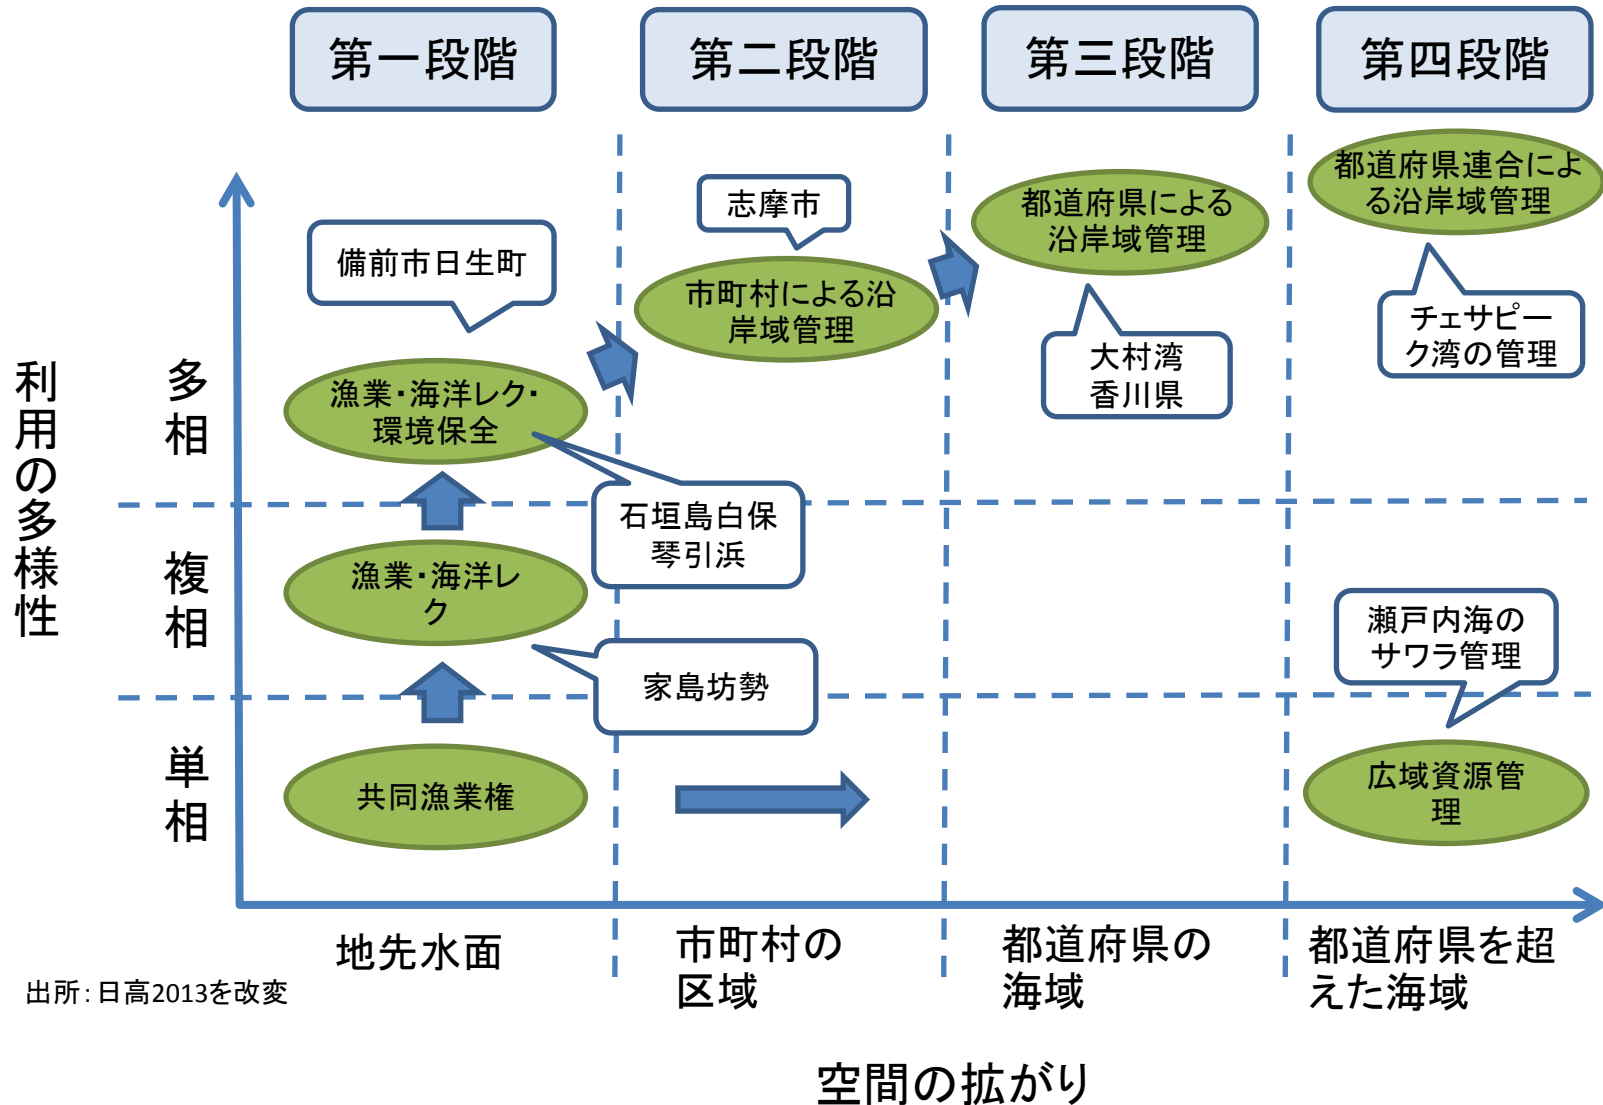 第一段階
第二段階
第三段階
第四段階
備前市日生町
志摩市
都道府県による
沿岸域管理
都道府県連合によ
る沿岸域管理
市町村による沿
岸域管理
大村湾
香川県
チェサピー
ク湾の管理
利用の多様性
多相
漁業・海洋レク・
環境保全
石垣島白保
琴引浜
複相
漁業・海洋レ
ク
家島坊勢
瀬戸内海の
サワラ管理
単相
共同漁業権
広域資源管
理
地先水面
市町村の
区域
都道府県の
海域
都道府県を超
えた海域
出所:日高2013を改変
空間の拡がり